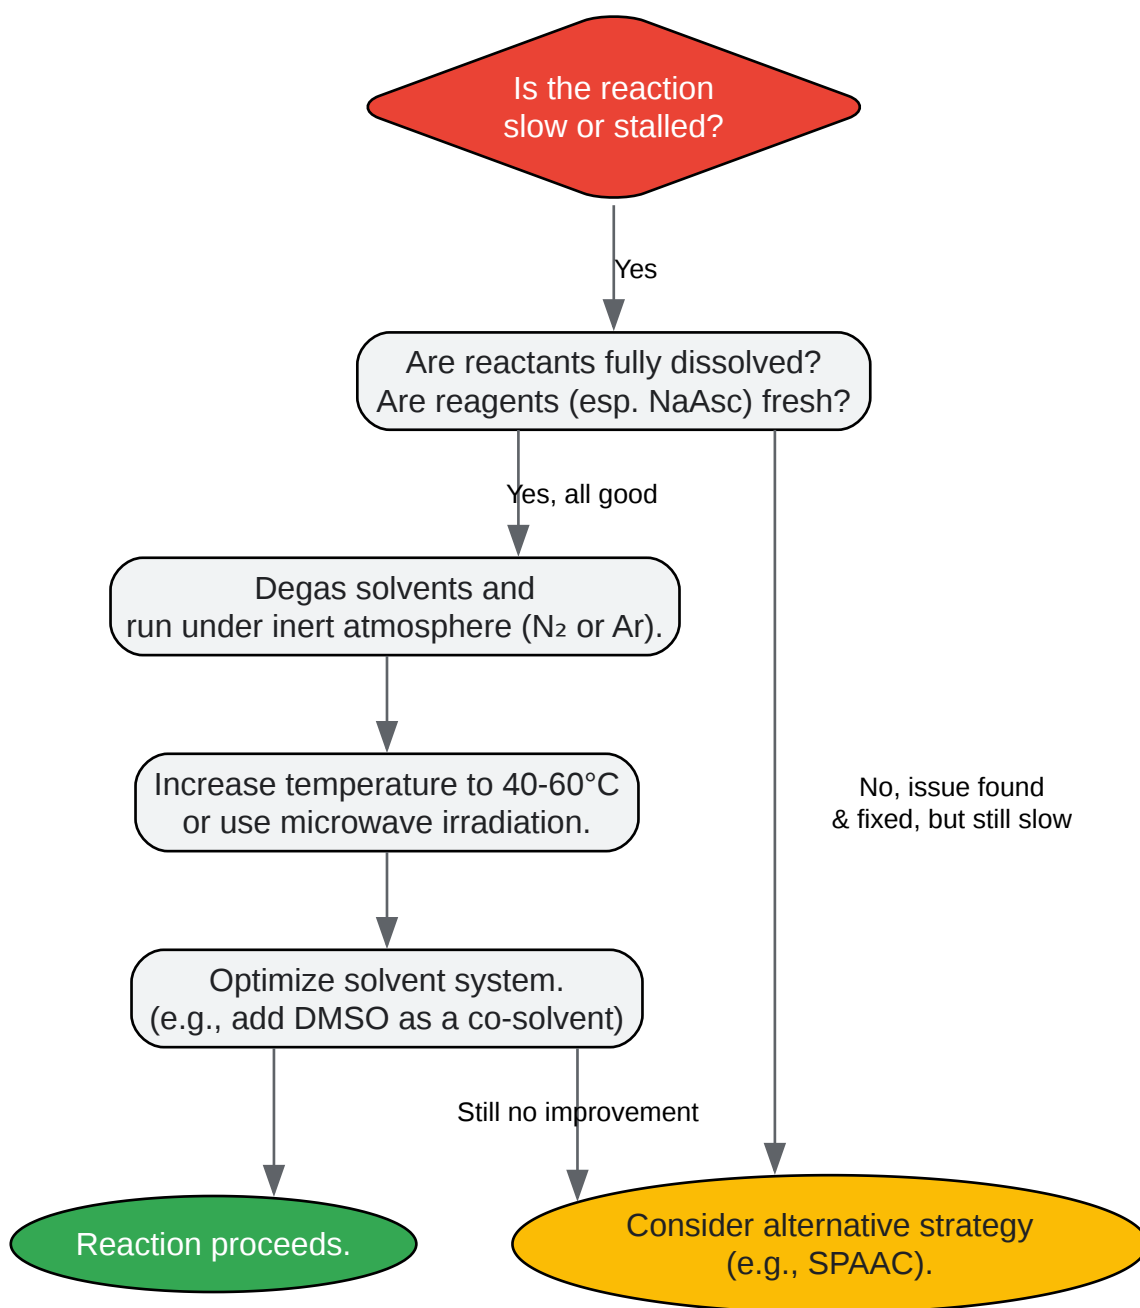 Is the reaction
slow or stalled?
Yes
Are reactants fully dissolved?
Are reagents (esp. NaAsc) fresh?
Yes, all good
Degas solvents and
run under inert atmosphere (N₂ or Ar).
Increase temperature to 40-60°C
or use microwave irradiation.
No, issue found
& fixed, but still slow
Optimize solvent system.
(e.g., add DMSO as a co-solvent)
Still no improvement
Reaction proceeds.
Consider alternative strategy
(e.g., SPAAC).